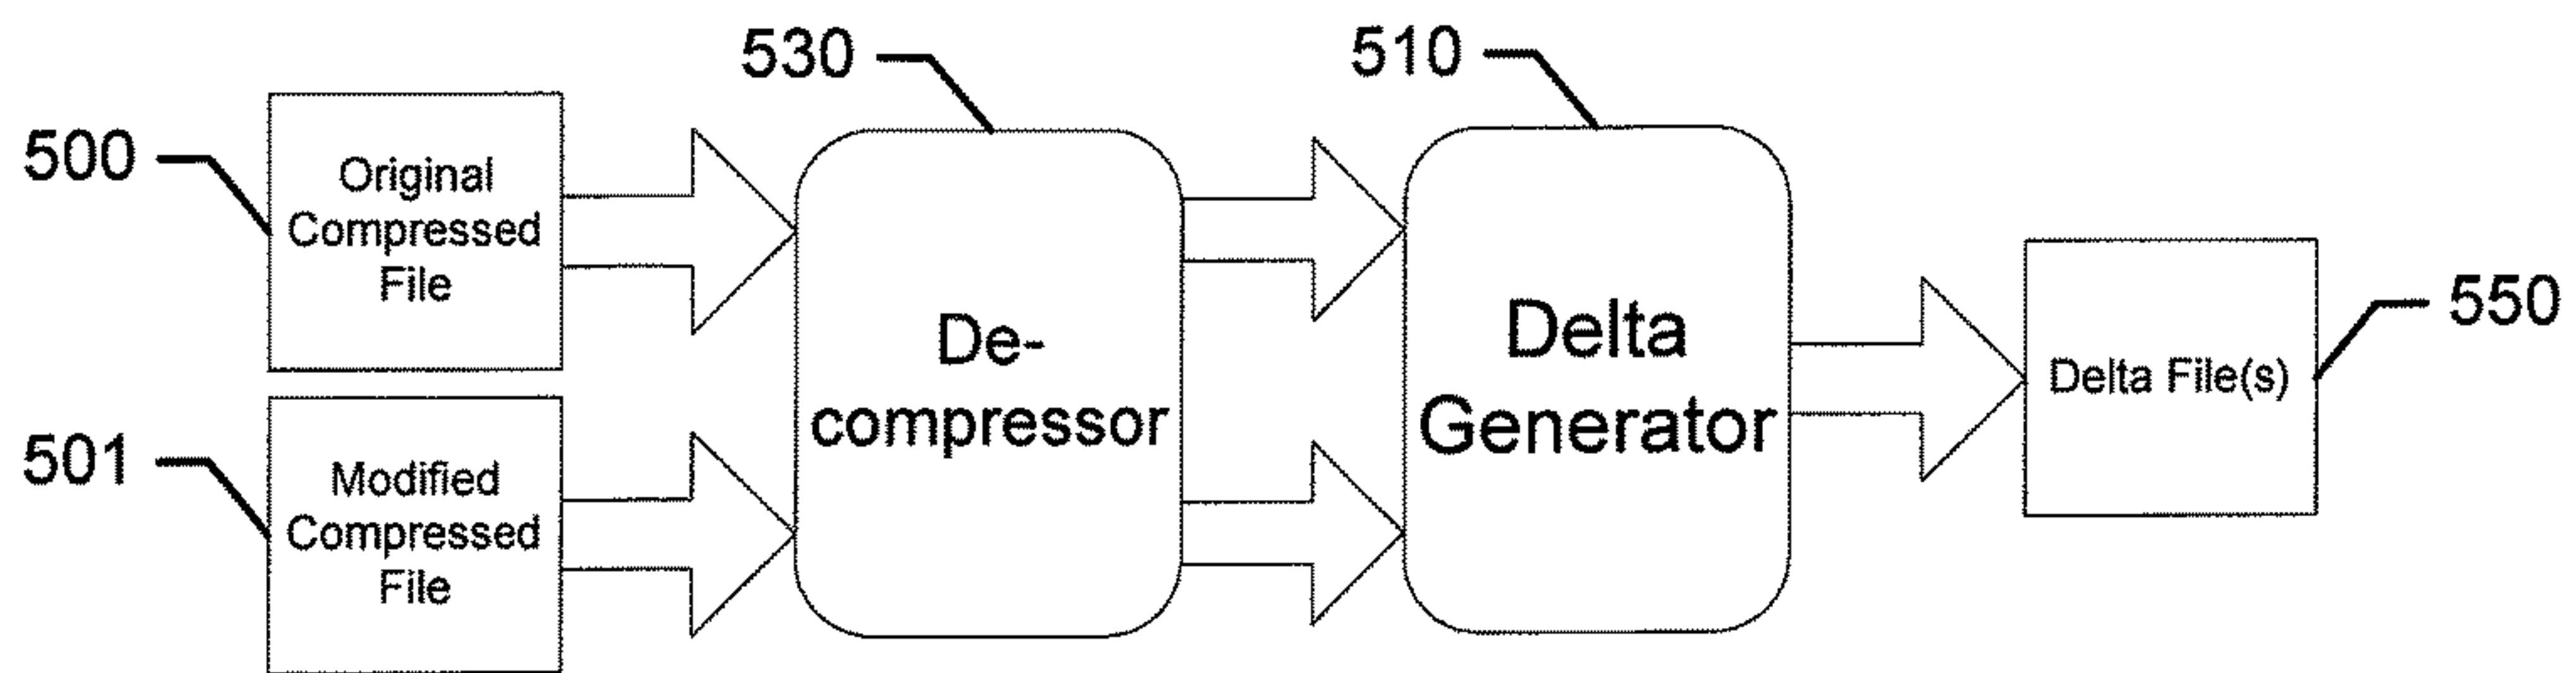 530
510
500
Original
Compressed
File
De-
compressor
Delta
Generator
Delta File(s)
550
501
Modified
Compressed
File